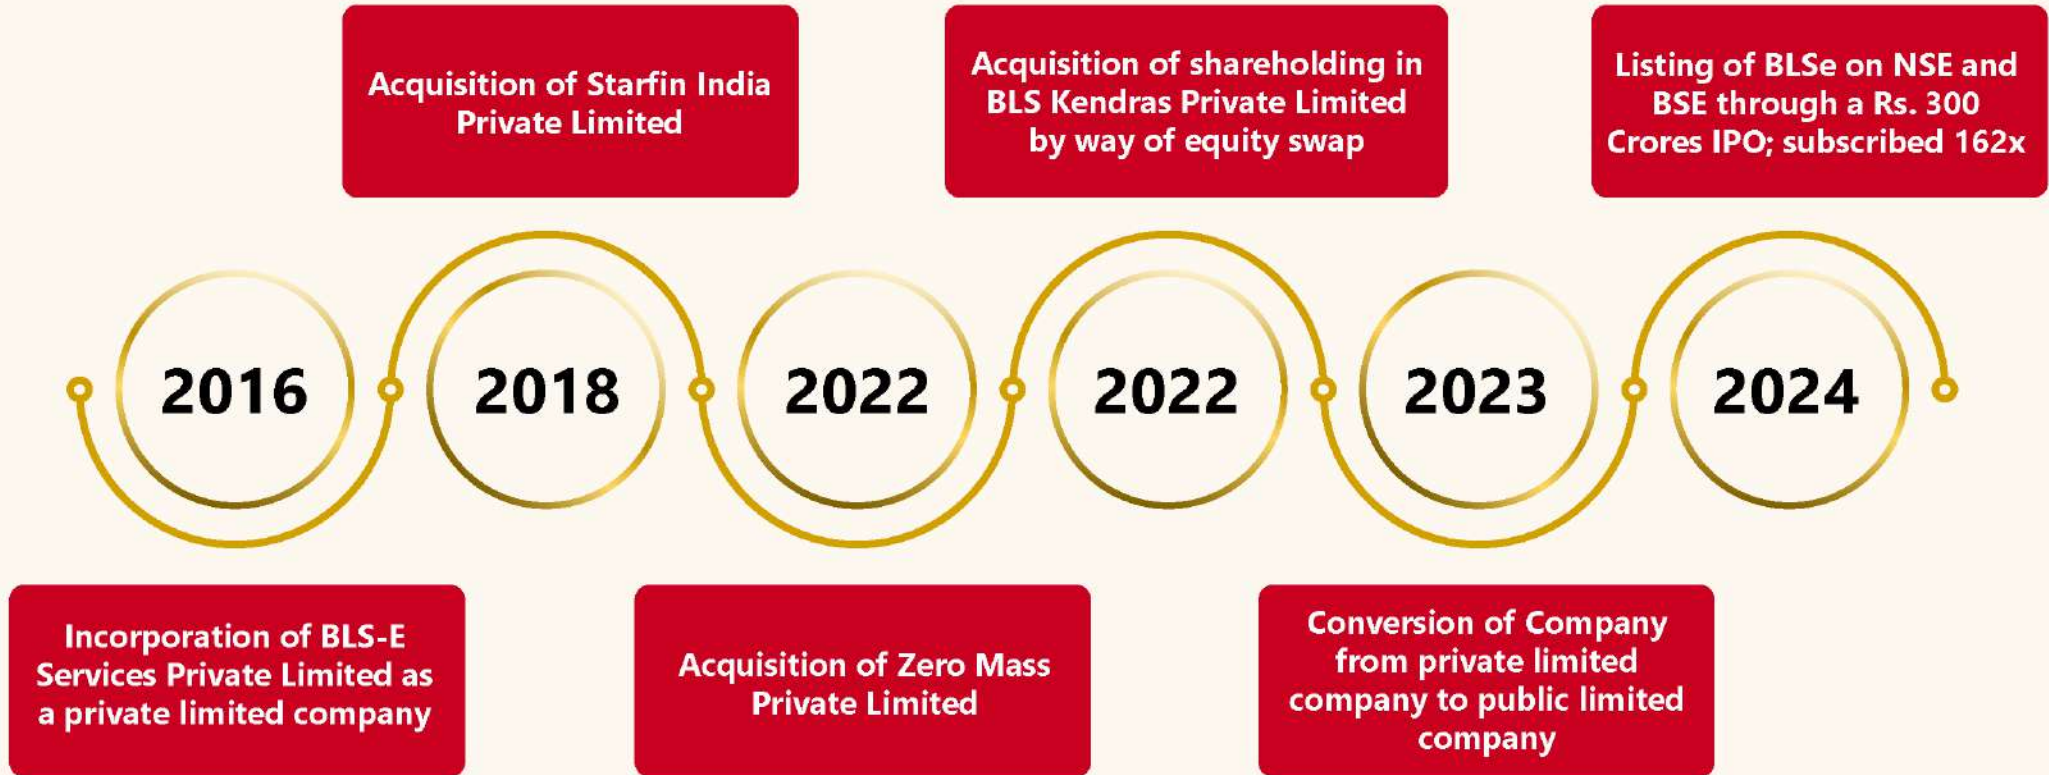 Acquisition of Starfin India
Private Limited
Acquisition of shareholding in
BLS Kendras Private Limited
by way of equity swap
Listing of BLSe on NSE and
BSE through a Rs. 300
Crores IPO; subscribed 162x
2016
2018
2022
2022
2023
2024
Incorporation of BLS-E
Services Private Limited as
a private limited company
Acquisition of Zero Mass
Private Limited
Conversion of Company
from private limited
company to public limited
company